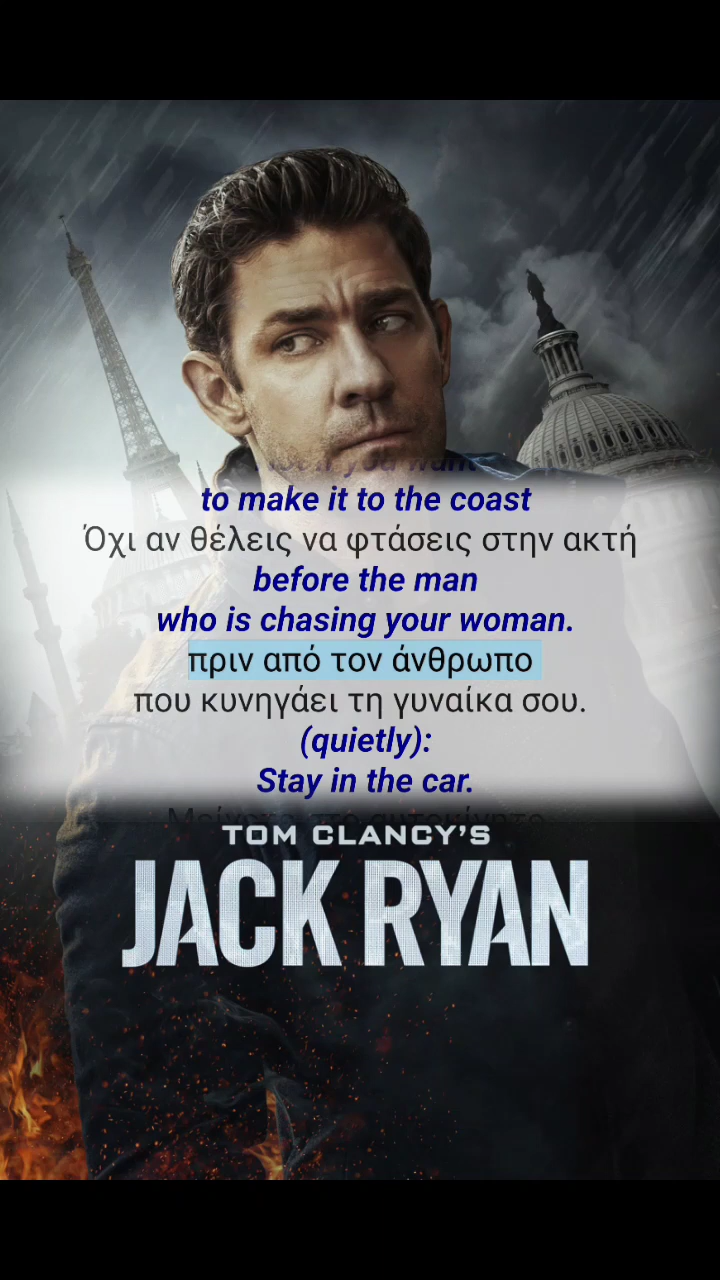 to make it to the coast
Όχι αν θέλεις να φτάσεις στην ακτή
before the man
who is chasing your woman.
πριν από τον άνθρωπο
που κυνηγάει τη γυναίκα σου.
(quietly):
Stay in the car.
TOM CLANCY'S
JACK RYAN